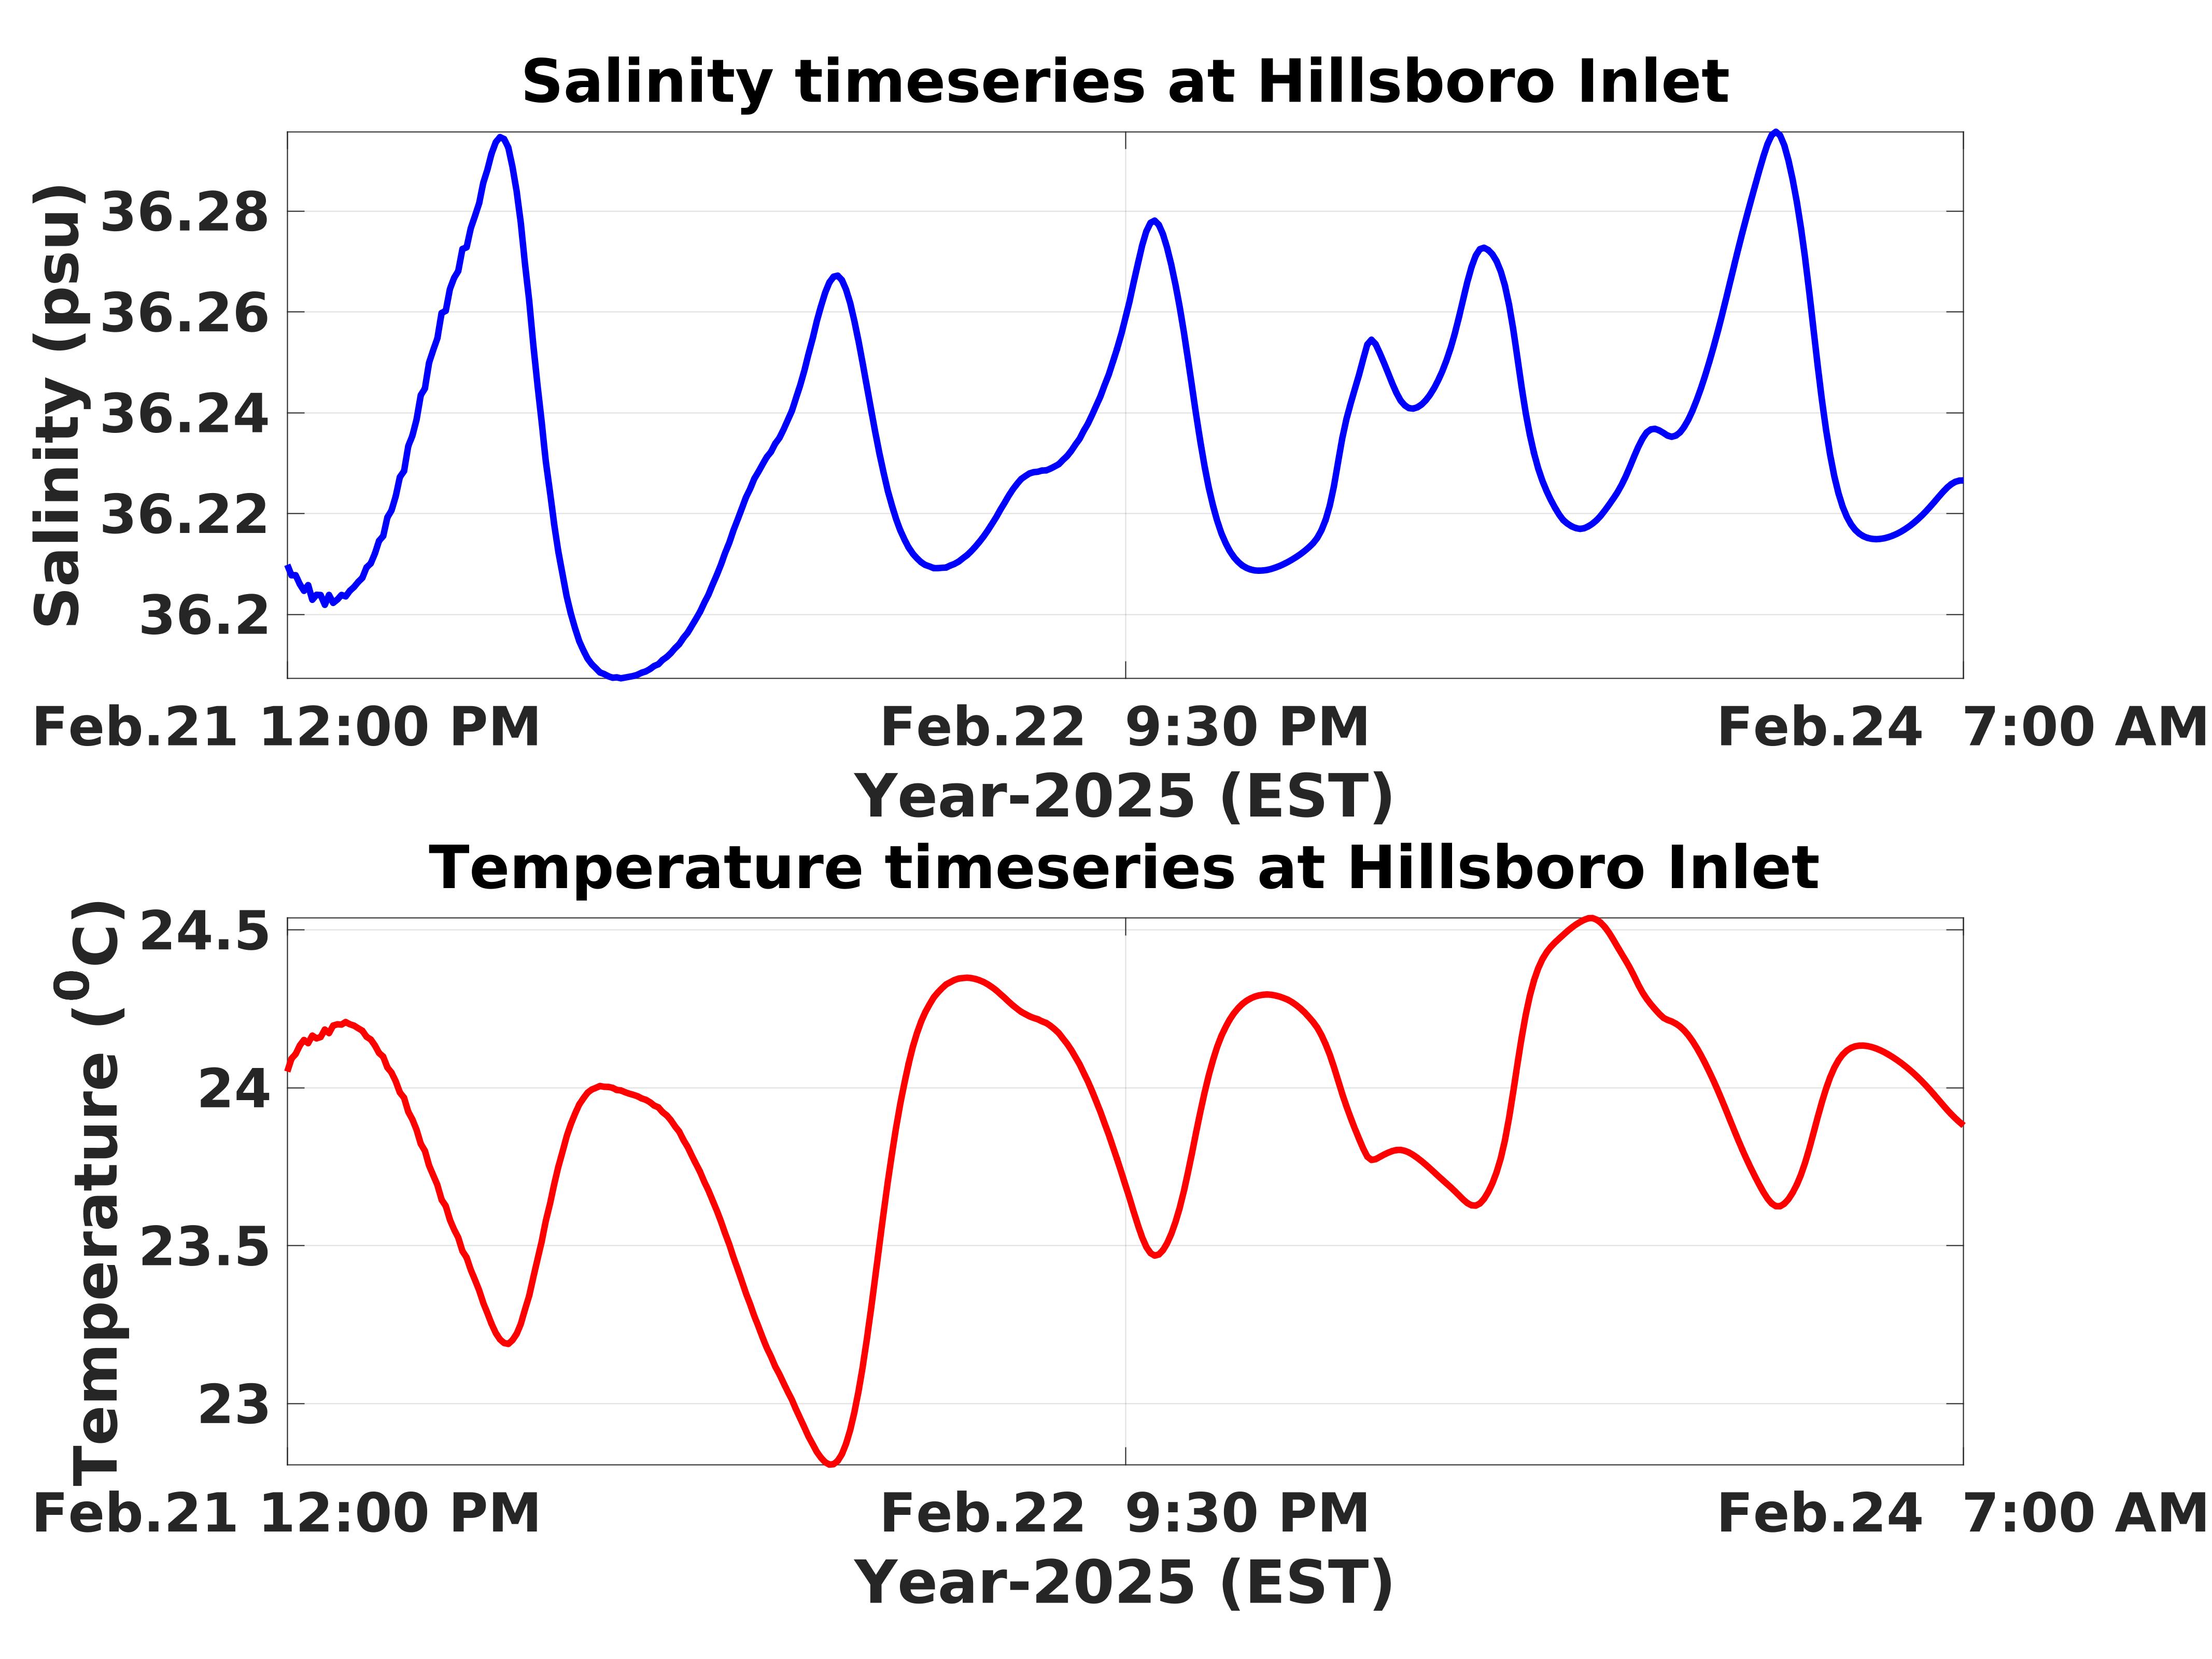 Salinity timeseries at Hillsboro Inlet
Salinity (psu)
36.28
36.26
36.24
36.22
36.2
Feb.21 12:00 PM
Feb.22  9:30 PM
Feb.24  7:00 AM
Year-2025 (EST)
Temperature timeseries at Hillsboro Inlet
Temperature (⁰C)
24.5
24
23.5
23
Feb.21 12:00 PM
Feb.22  9:30 PM
Feb.24  7:00 AM
Year-2025 (EST)